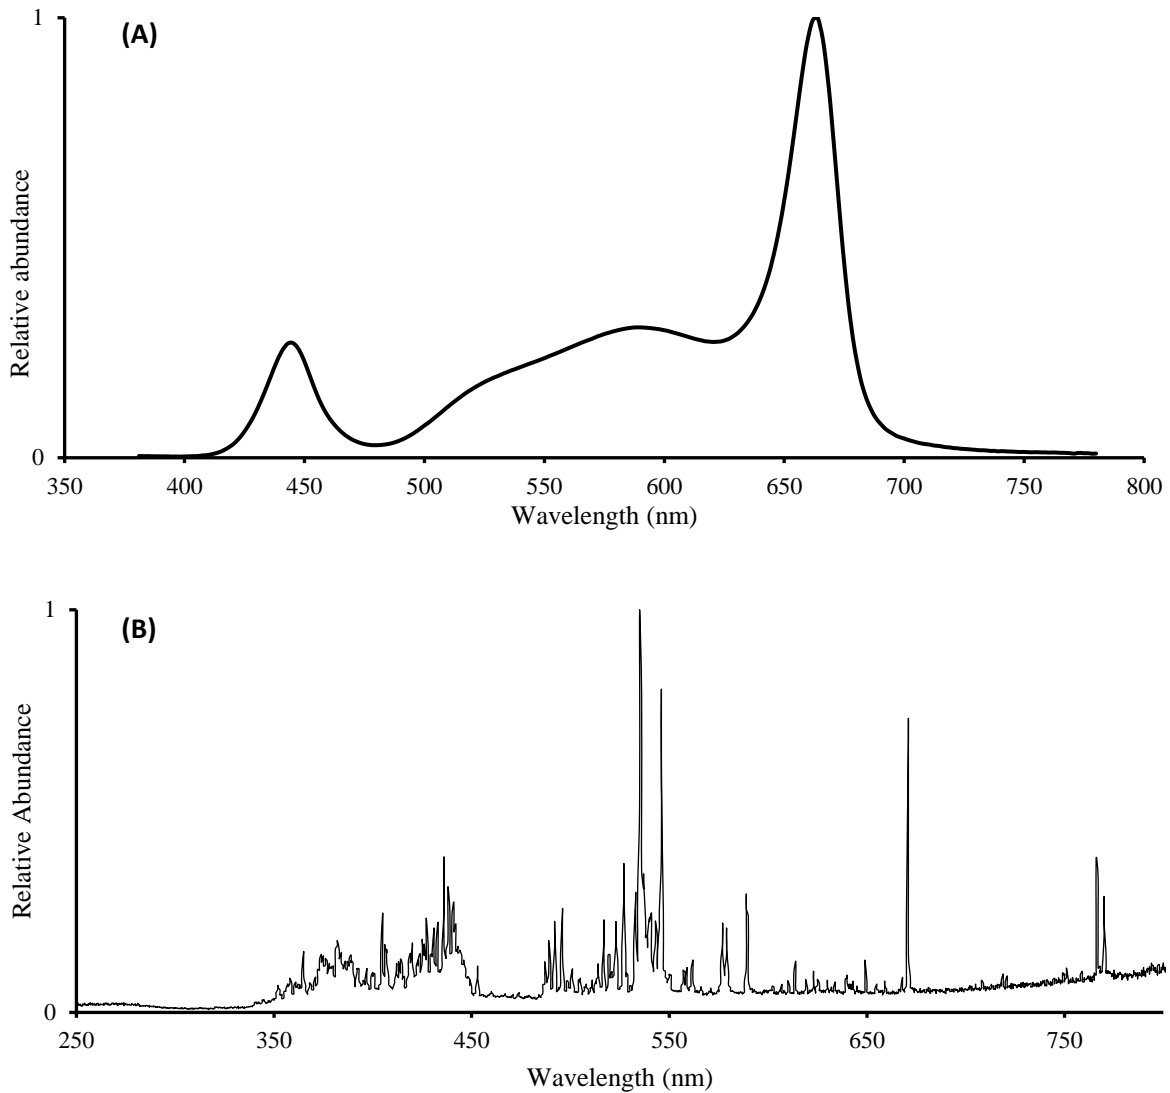 1
(A)
Relative abundance
0
350 400 450 500 550 600 650 700 750 800
Wavelength (nm)
1
(B)
Relative Abundance
0
250 350 450 550 650 750
Wavelength (nm)